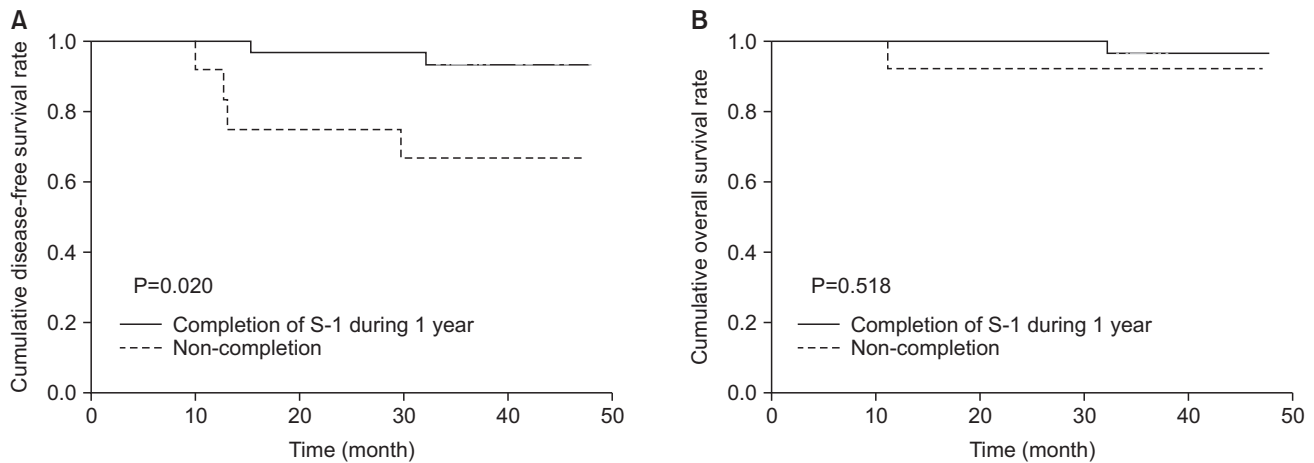 A
Cumulative disease-free survival rate
1.0
0.8
0.6
0.4
0.2
0.0
P=0.020
Completion of S-1 during 1 year
Non-completion
0 10 20 30 40 50
Time (month)
B
Cumulative overall survival rate
1.0
0.8
0.6
0.4
0.2
0.0
P=0.518
Completion of S-1 during 1 year
Non-completion
0 10 20 30 40 50
Time (month)